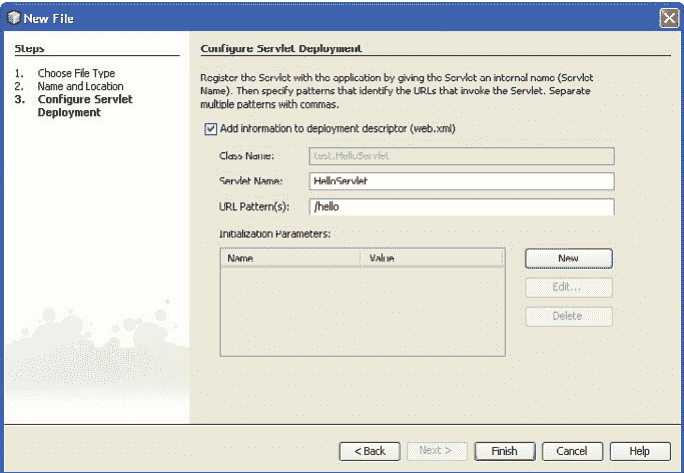 New File
Steps
1. Choose File Type
2. Name and Location
3. Configure Servlet
Deployment
Configure Servlet Deployment
Register the Servlet with the application by giving the Servlet an internal name (Servlet
Name). Then specify patterns that identify the URLs that invoke the Servlet. Separate
multiple patterns with commas.
Add information to deployment descriptor (web.xml)
Class Name: test.HelloServlet
Servlet Name: HelloServlet
URL Pattern(s): /hello
Initialization Parameters:
Name Value
New
Edit...
Delete
< Back Next > Finish Cancel Help